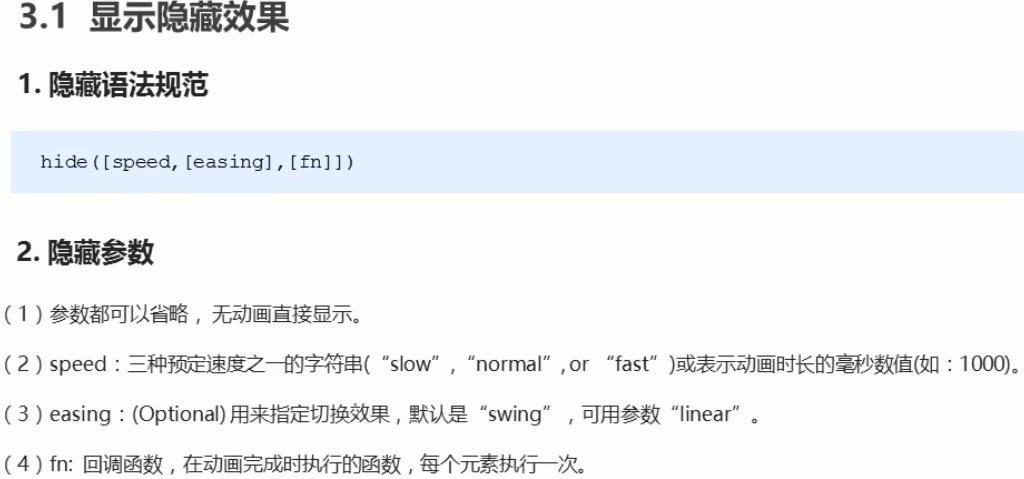 3.1 显示隐藏效果
1. 隐藏语法规范
hide([speed,[easing],[fn]])
2. 隐藏参数
（1）参数都可以省略， 无动画直接显示。
（2）speed：三种预定速度之一的字符串(“slow”,“normal”, or “fast”)或表示动画时长的毫秒数值(如：1000)。
（3）easing：(Optional) 用来指定切换效果，默认是“swing”，可用参数“linear”。
（4）fn: 回调函数，在动画完成时执行的函数，每个元素执行一次。